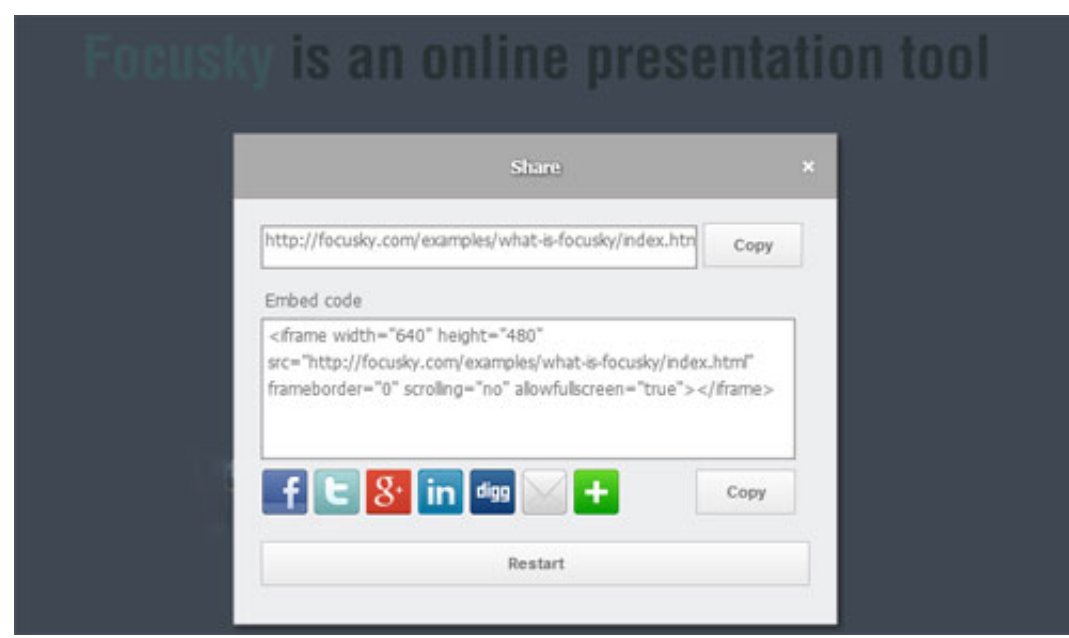 Focusky is an online presentation tool
Share ×
http://focusky.com/examples/what-is-focusky/index.htn Copy
Embed code
<iframe width="640" height="480"
src="http://focusky.com/examples/what-is-focusky/index.html"
frameborder="0" scrolling="no" allowfullscreen="true"></iframe>
f t g+ in digg + Copy
Restart